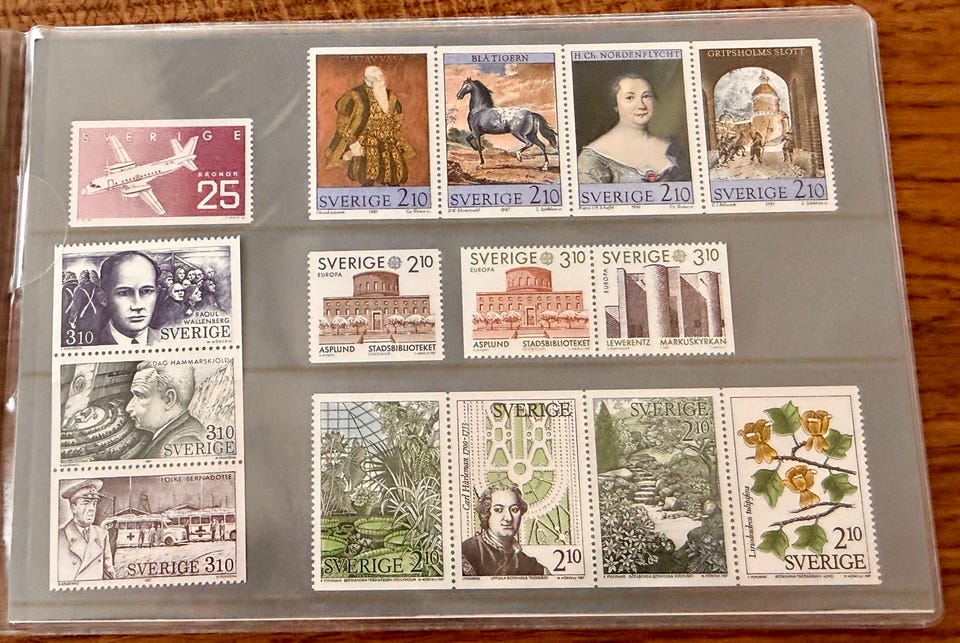 SVERIGE
KRONOR
25
GUSTAV VASA
SVERIGE 2.10
BLÅ TIGERN
SVERIGE 2.10
H. Ch. NORDENFLYCHT
SVERIGE 2.10
GRIPSHOLMS SLOTT
SVERIGE 2.10
RAOUL
WALLENBERG
3.10 SVERIGE
DAG HAMMARSKJÖLD
3.10
SVERIGE
FOLKE BERNADOTTE
SVERIGE 3.10
SVERIGE 2.10
EUROPA
ASPLUND STADSBIBLIOTEKET
SVERIGE 3.10
EUROPA
ASPLUND STADSBIBLIOTEKET
SVERIGE 3.10
EUROPA
LEWERENTZ MARKUSKYRKAN
SVERIGE 2.10
SVERIGE
Carl Hårleman 1700-1753
2.10
SVERIGE
2.10
Liriodendron tulipifera
2.10
SVERIGE